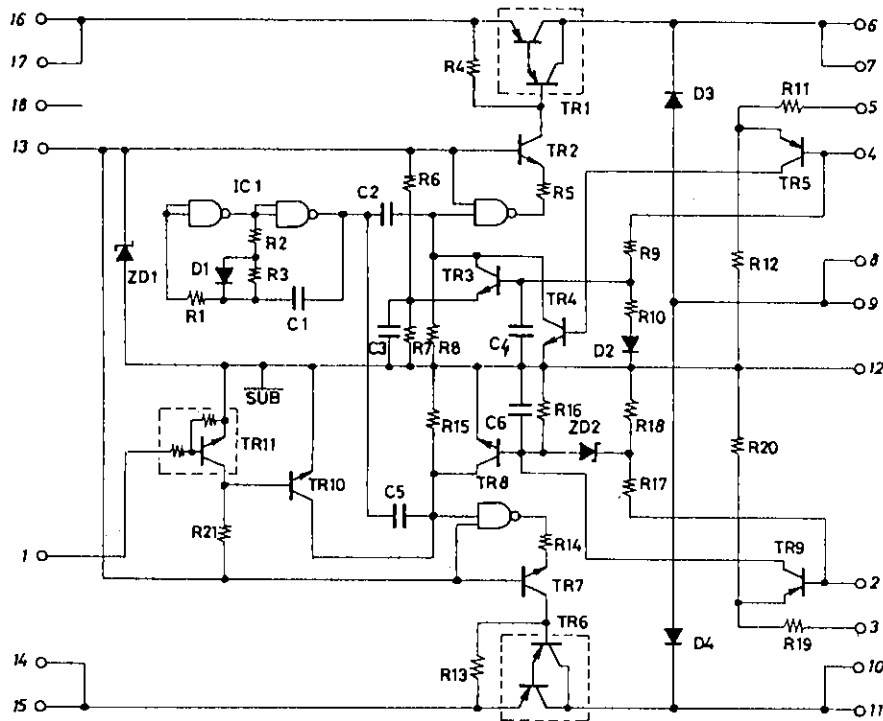 16
6
17
R4
7
TR1
D3
R11
5
18
13
TR2
4
R6
TR5
IC1
C2
R5
R2
R9
ZD1
D1
R3
TR3
R12
8
TR4
9
R1
C1
R10
C3
R7
R8
C4
D2
12
SUB
C6
R16
R15
ZD2
R18
TR11
R20
TR8
R17
TR10
C5
R21
R14
1
TR9
2
TR7
TR6
3
R19
14
R13
D4
10
15
11